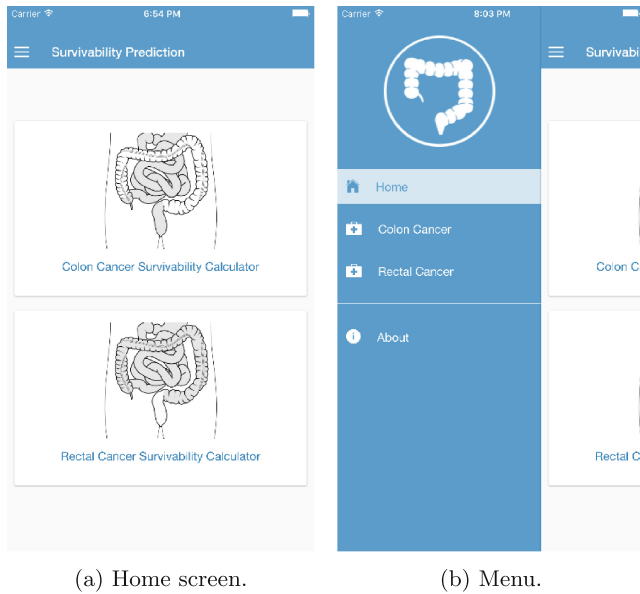 Carrier 6:54 PM
Survivability Prediction
Colon Cancer Survivability Calculator
Rectal Cancer Survivability Calculator
(a) Home screen.
Carrier 8:03 PM
Survivabi
Home
Colon Cancer
Rectal Cancer
About
Colon C
Rectal C
(b) Menu.